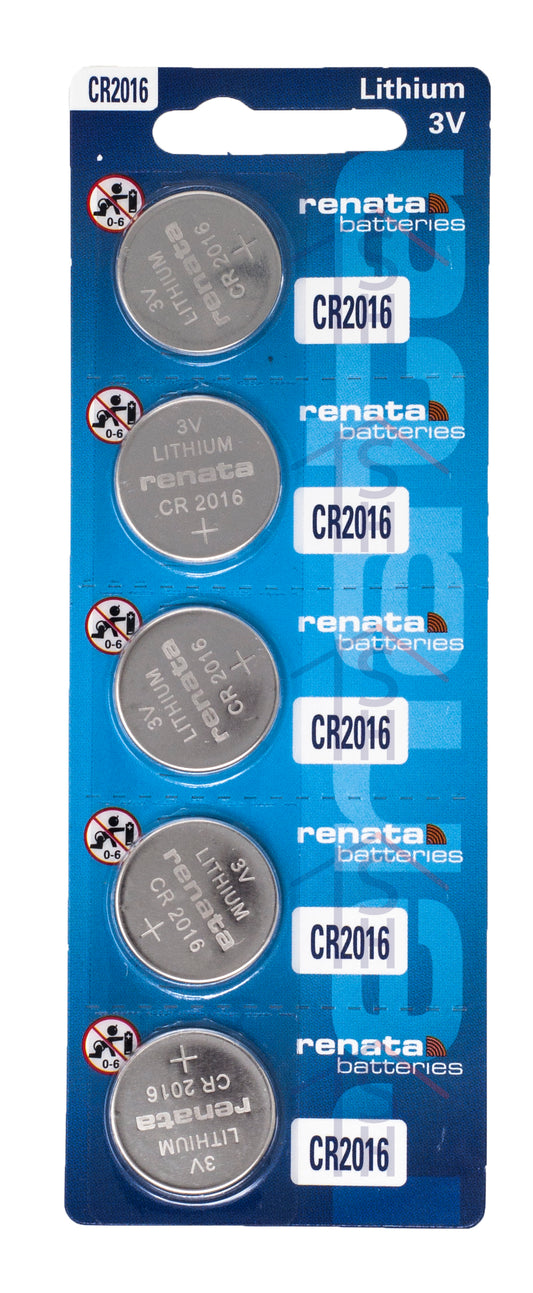 CR2016
Lithium
3V
0-6
3V
LITHIUM
renata
CR 2016
+
renata
batteries
CR2016
0-6
3V
LITHIUM
renata
CR 2016
+
renata
batteries
CR2016
0-6
3V
LITHIUM
renata
CR 2016
+
renata
batteries
CR2016
0-6
3V
LITHIUM
renata
CR 2016
+
renata
batteries
CR2016
0-6
3V
LITHIUM
renata
CR 2016
+
renata
batteries
CR2016
renata